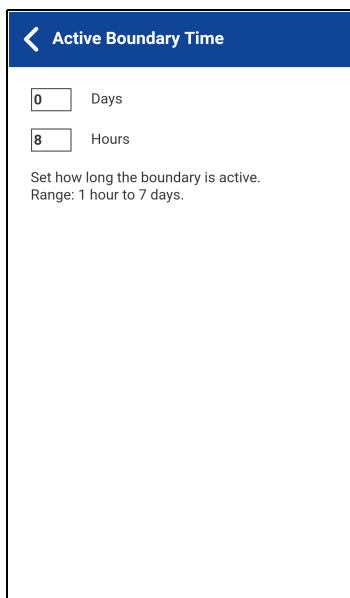 Active Boundary Time
0 Days
8 Hours
Set how long the boundary is active.
Range: 1 hour to 7 days.